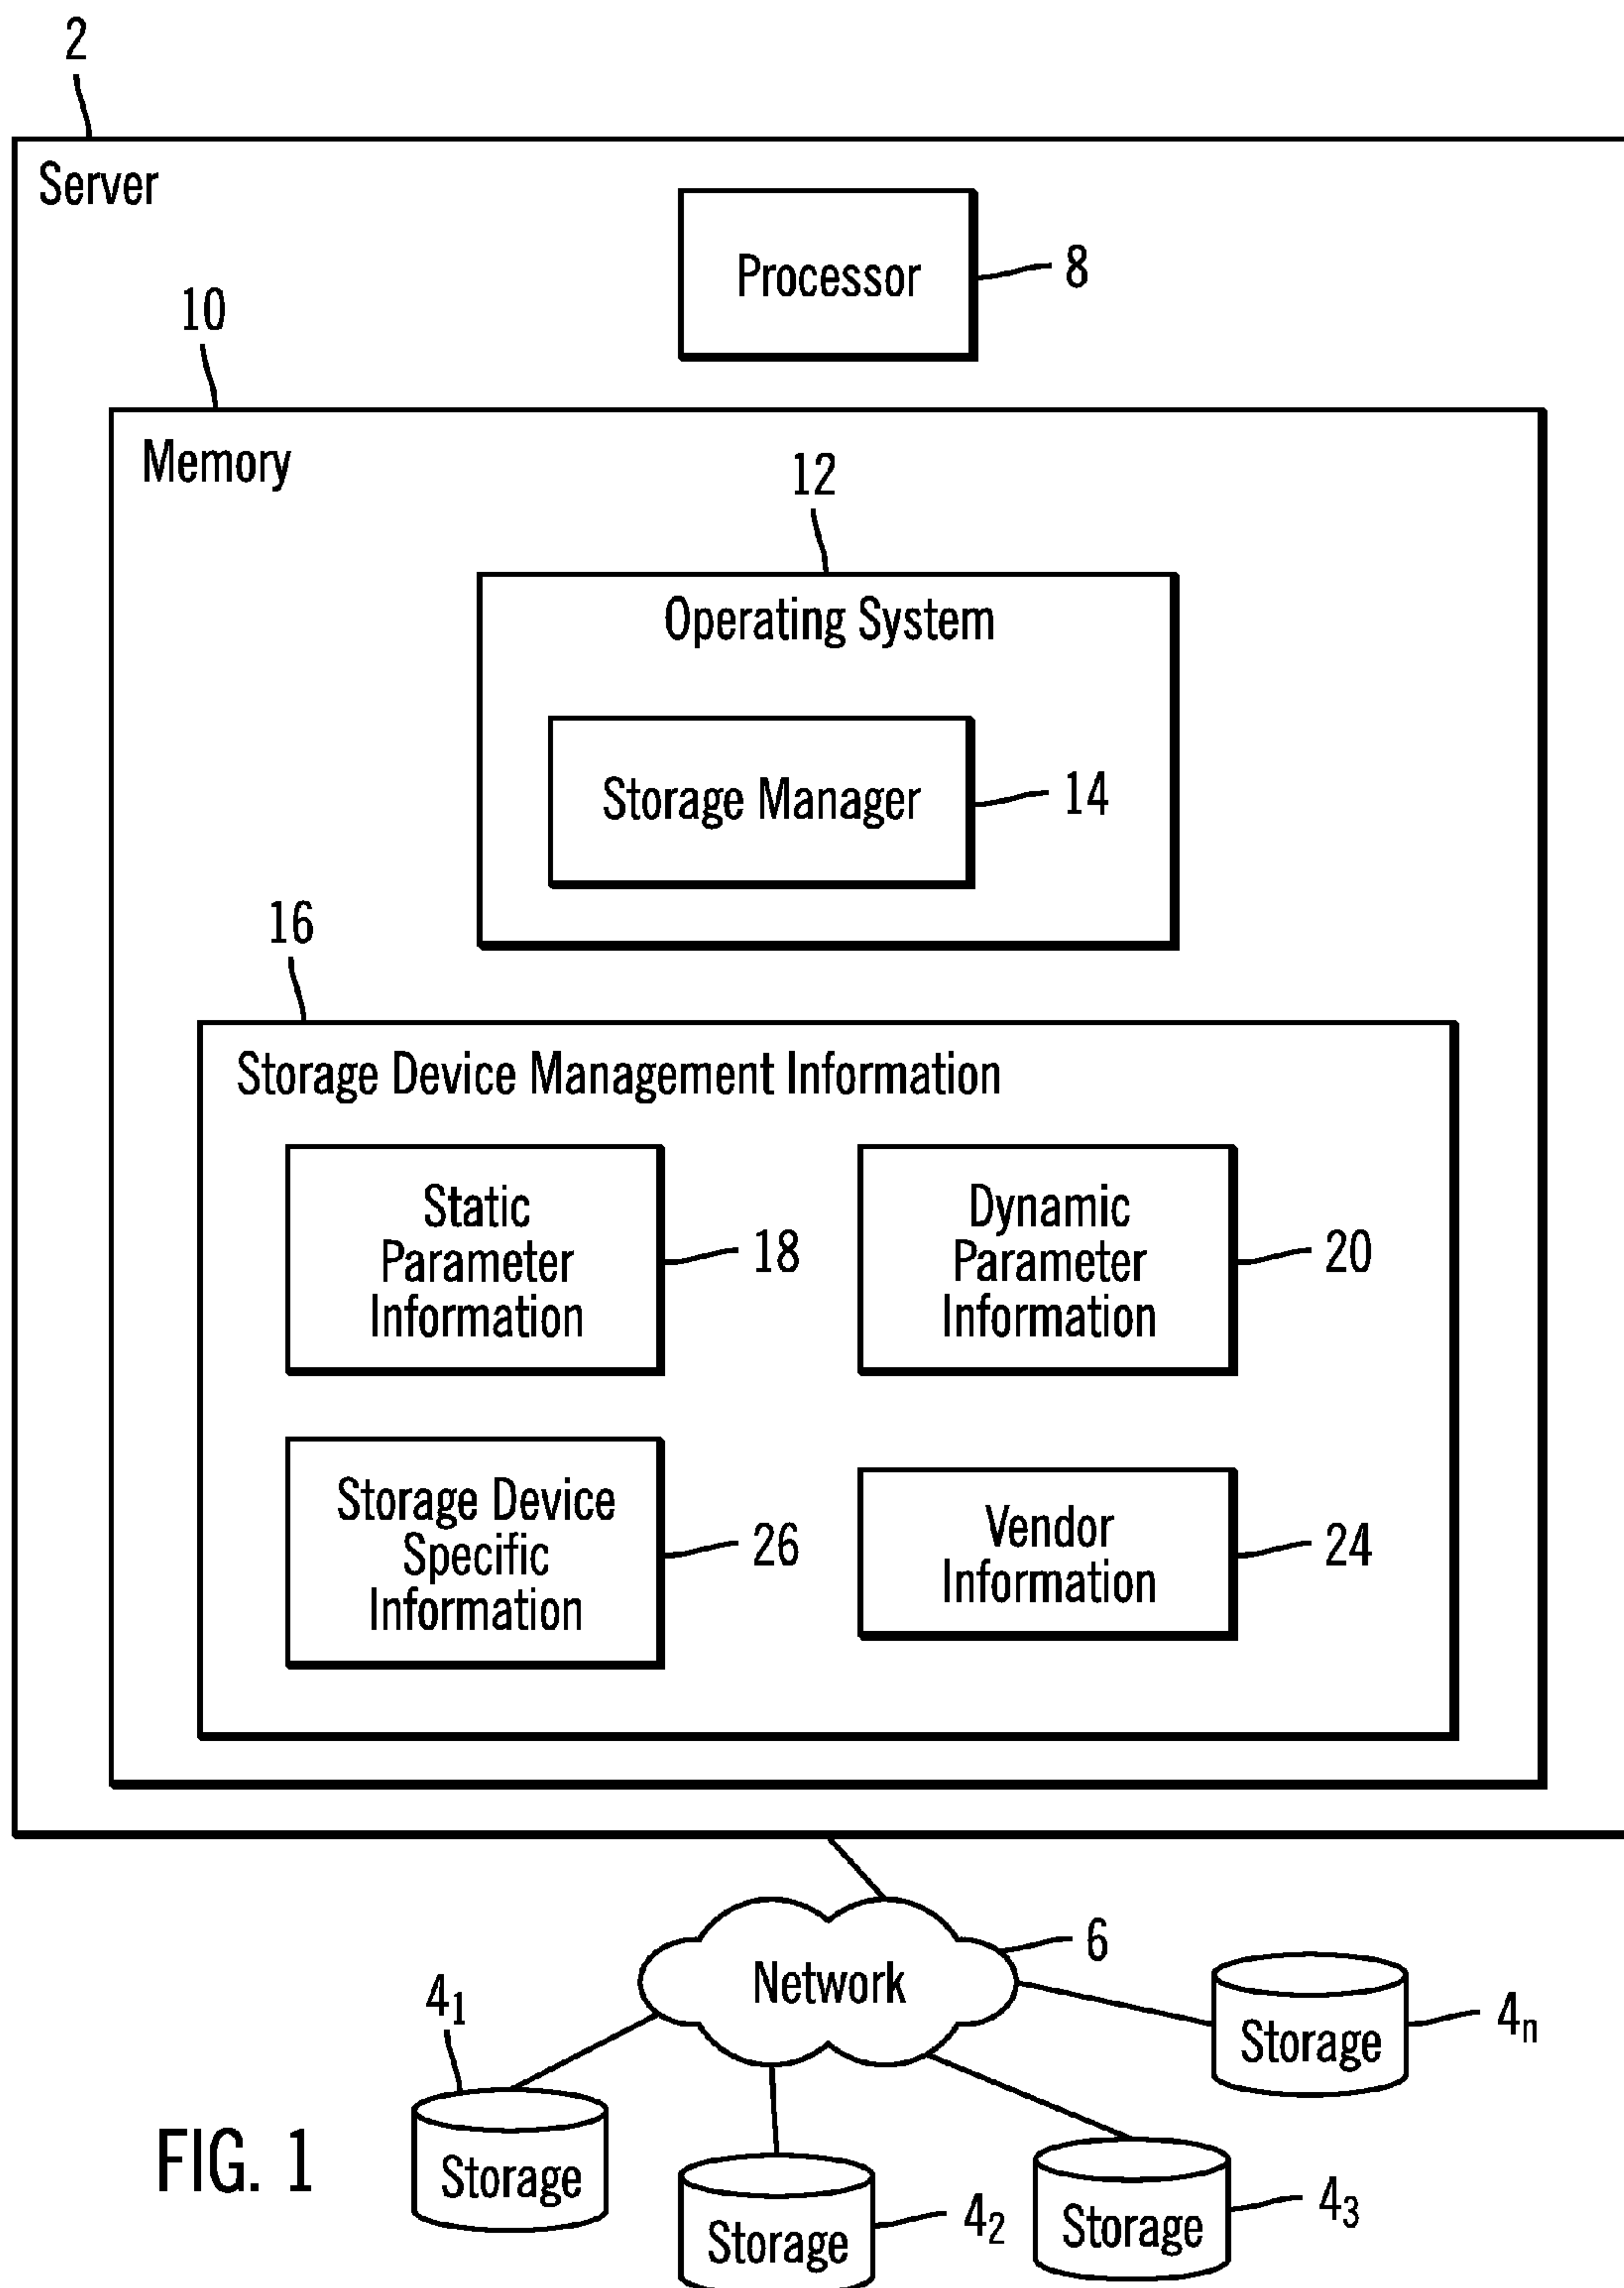 2
Server
Processor
8
10
Memory
12
Operating System
Storage Manager
14
16
Storage Device Management Information
Static
Parameter
Information
18
Dynamic
Parameter
Information
20
Storage Device
Specific
Information
26
Vendor
Information
24
Network
6
4₁
Storage
4ₙ
Storage
Storage
4₂
Storage
4₃
FIG. 1